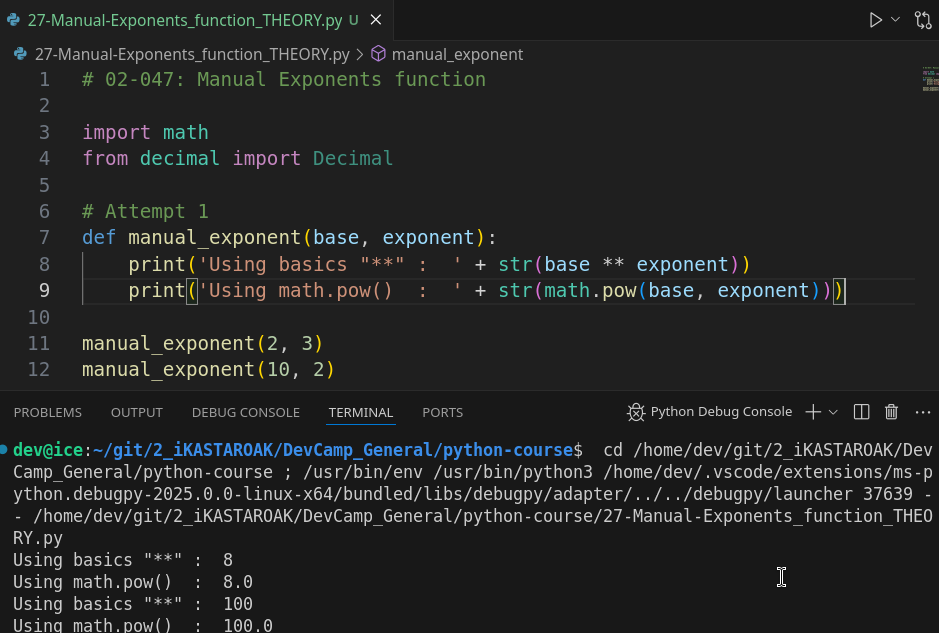 27-Manual-Exponents_function_THEORY.py U
27-Manual-Exponents_function_THEORY.py > manual_exponent
1 # 02-047: Manual Exponents function
2
3 import math
4 from decimal import Decimal
5
6 # Attempt 1
7 def manual_exponent(base, exponent):
8 print('Using basics "**" :  ' + str(base ** exponent))
9 print('Using math.pow()  :  ' + str(math.pow(base, exponent)))
10
11 manual_exponent(2, 3)
12 manual_exponent(10, 2)
PROBLEMS OUTPUT DEBUG CONSOLE TERMINAL PORTS Python Debug Console
dev@ice:~/git/2_iKASTAROAK/DevCamp_General/python-course$  cd /home/dev/git/2_iKASTAROAK/Dev
Camp_General/python-course ; /usr/bin/env /usr/bin/python3 /home/dev/.vscode/extensions/ms-p
ython.debugpy-2025.0.0-linux-x64/bundled/libs/debugpy/adapter/../../debugpy/launcher 37639 -
- /home/dev/git/2_iKASTAROAK/DevCamp_General/python-course/27-Manual-Exponents_function_THEO
RY.py
Using basics "**" :  8
Using math.pow()  :  8.0
Using basics "**" :  100
Using math.pow()  :  100.0